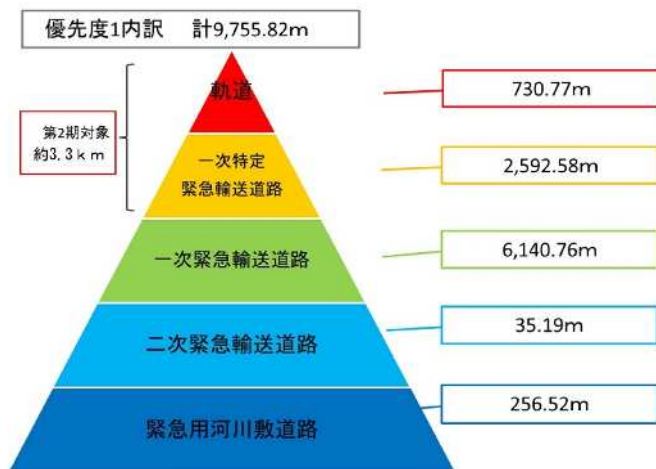 優先度1内訳 計9,755.82m
軌道
730.77m
第2期対象
約3.3km
一次特定
緊急輸送道路
2,592.58m
一次緊急輸送道路
6,140.76m
二次緊急輸送道路
35.19m
緊急用河川敷道路
256.52m